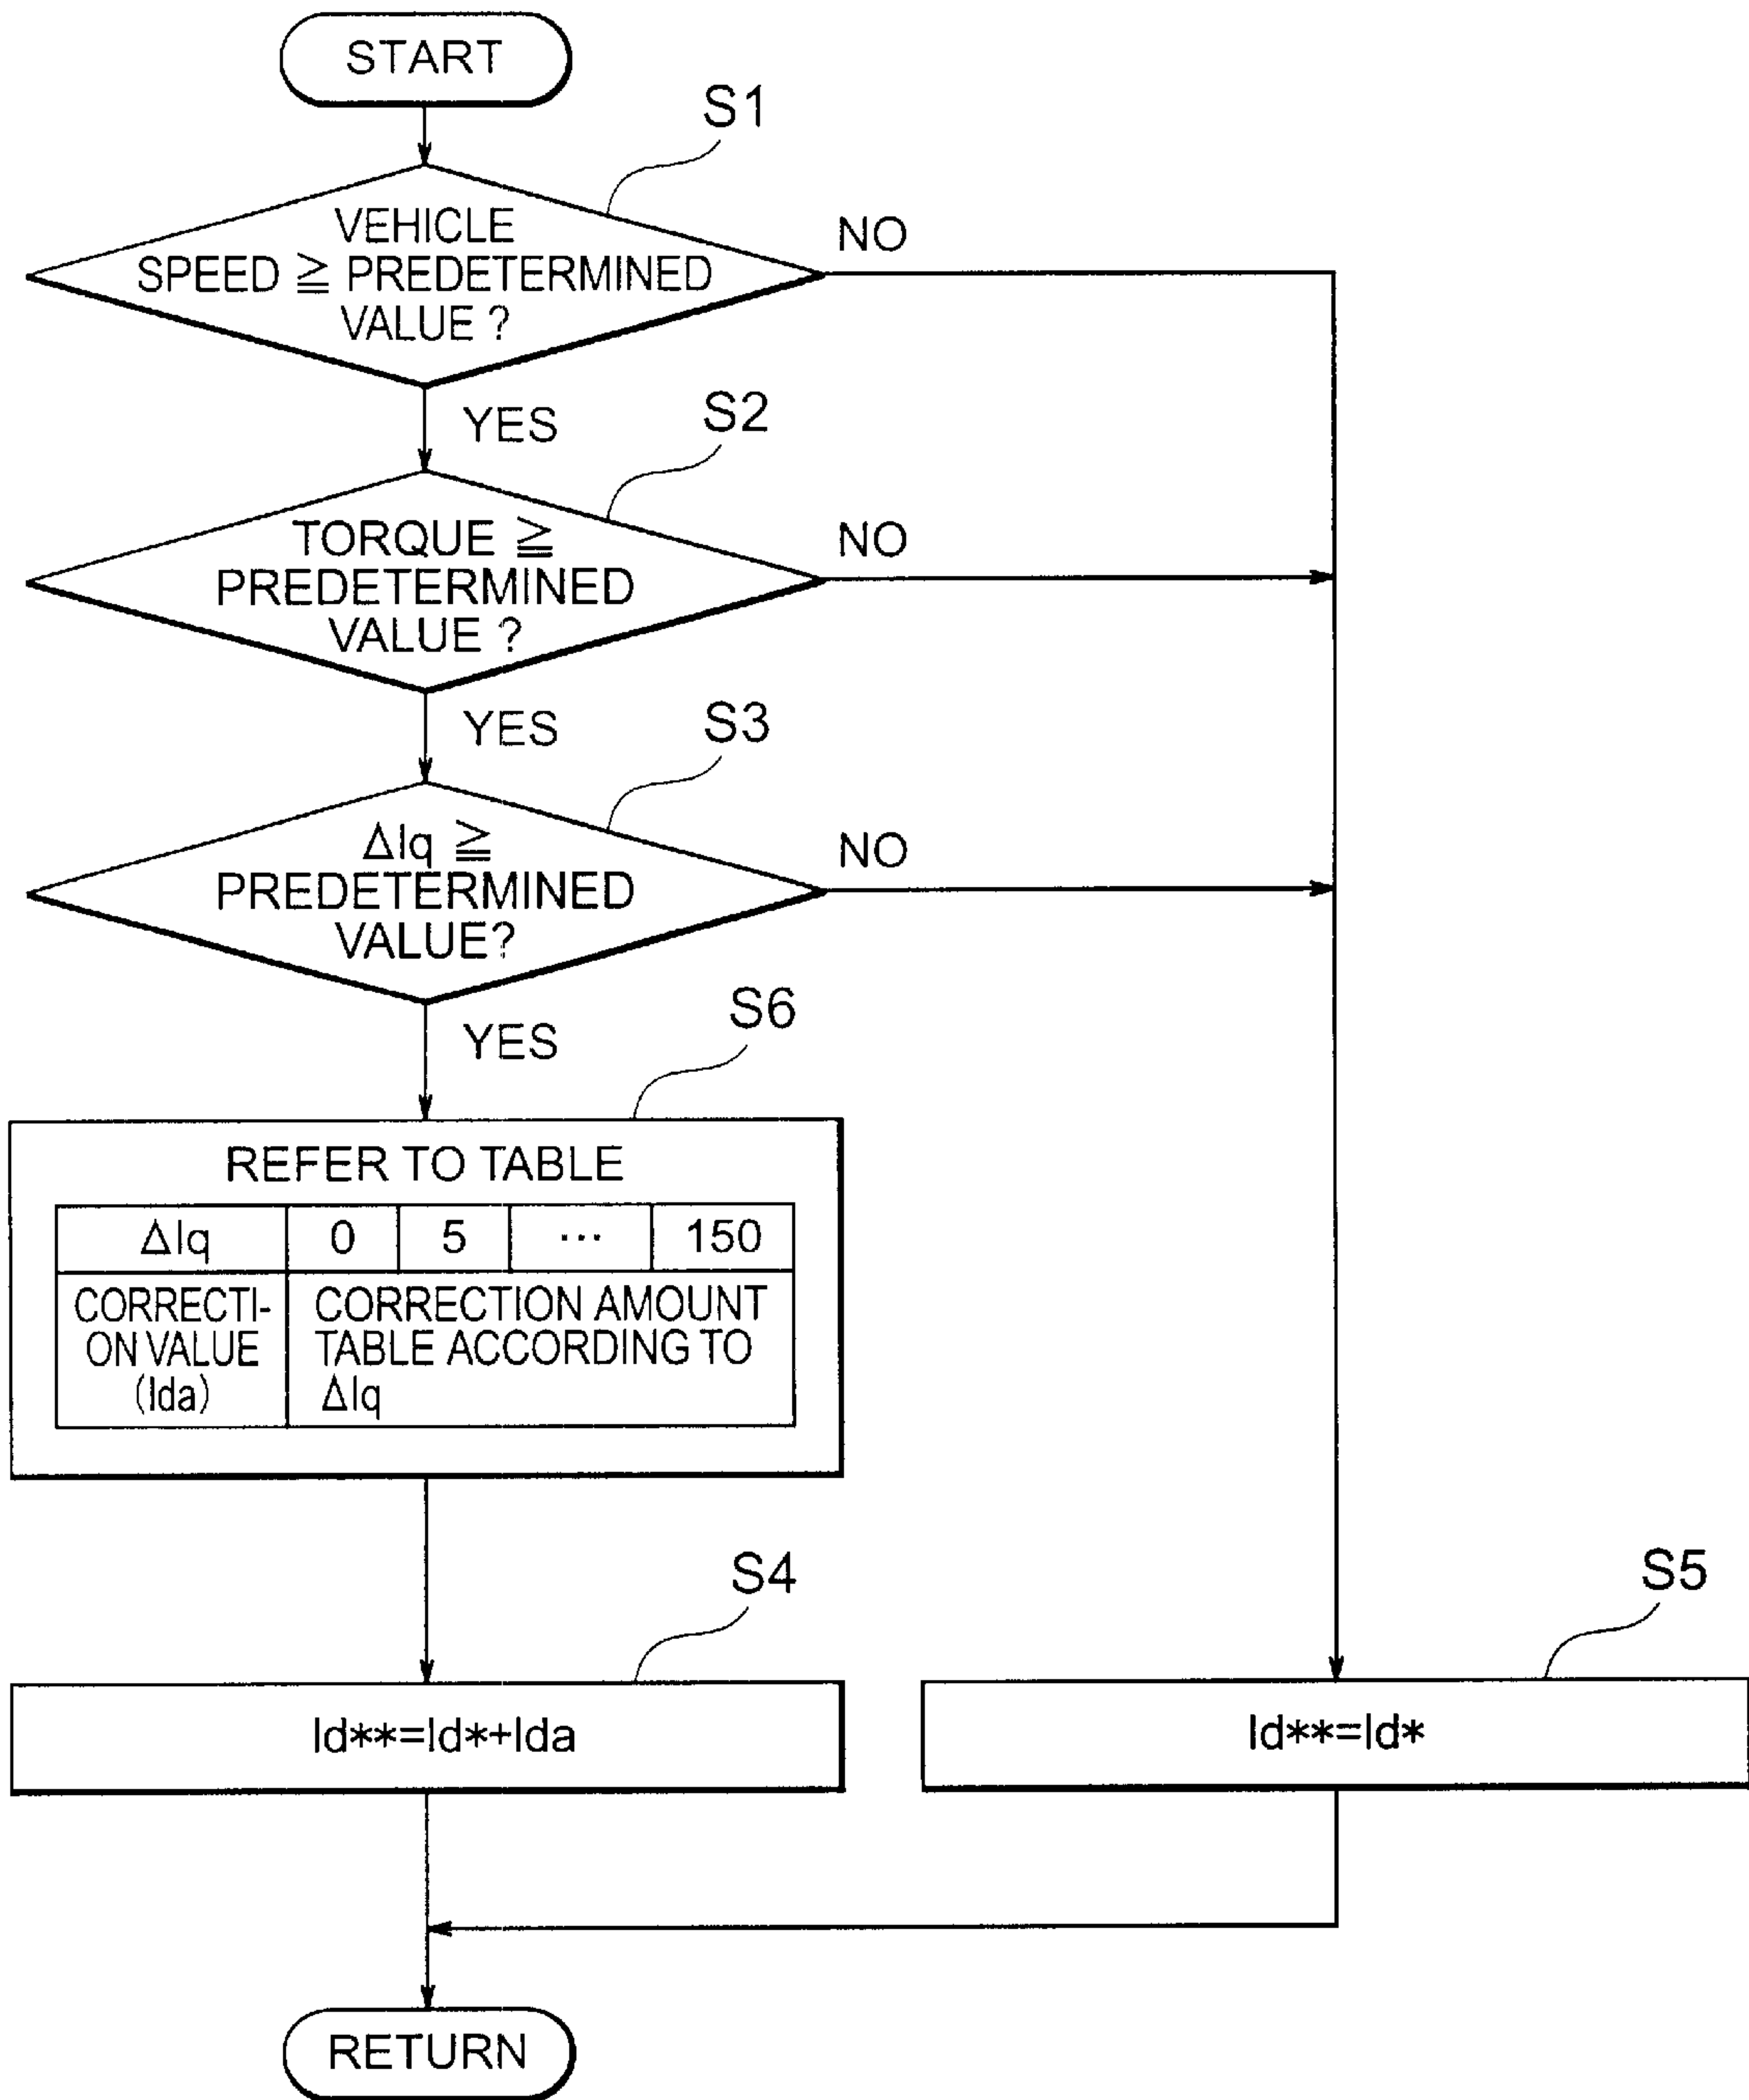 START
S1
VEHICLE
SPEED ≧ PREDETERMINED
VALUE ?
NO
YES
S2
TORQUE ≧
PREDETERMINED
VALUE ?
NO
YES
S3
ΔIq ≧
PREDETERMINED
VALUE?
NO
YES
S6
REFER TO TABLE
ΔIq 0 5 ··· 150
CORRECTI-
ON VALUE
(Ida)
CORRECTION AMOUNT
TABLE ACCORDING TO
ΔIq
S4
Id**=Id*+Ida
S5
Id**=Id*
RETURN